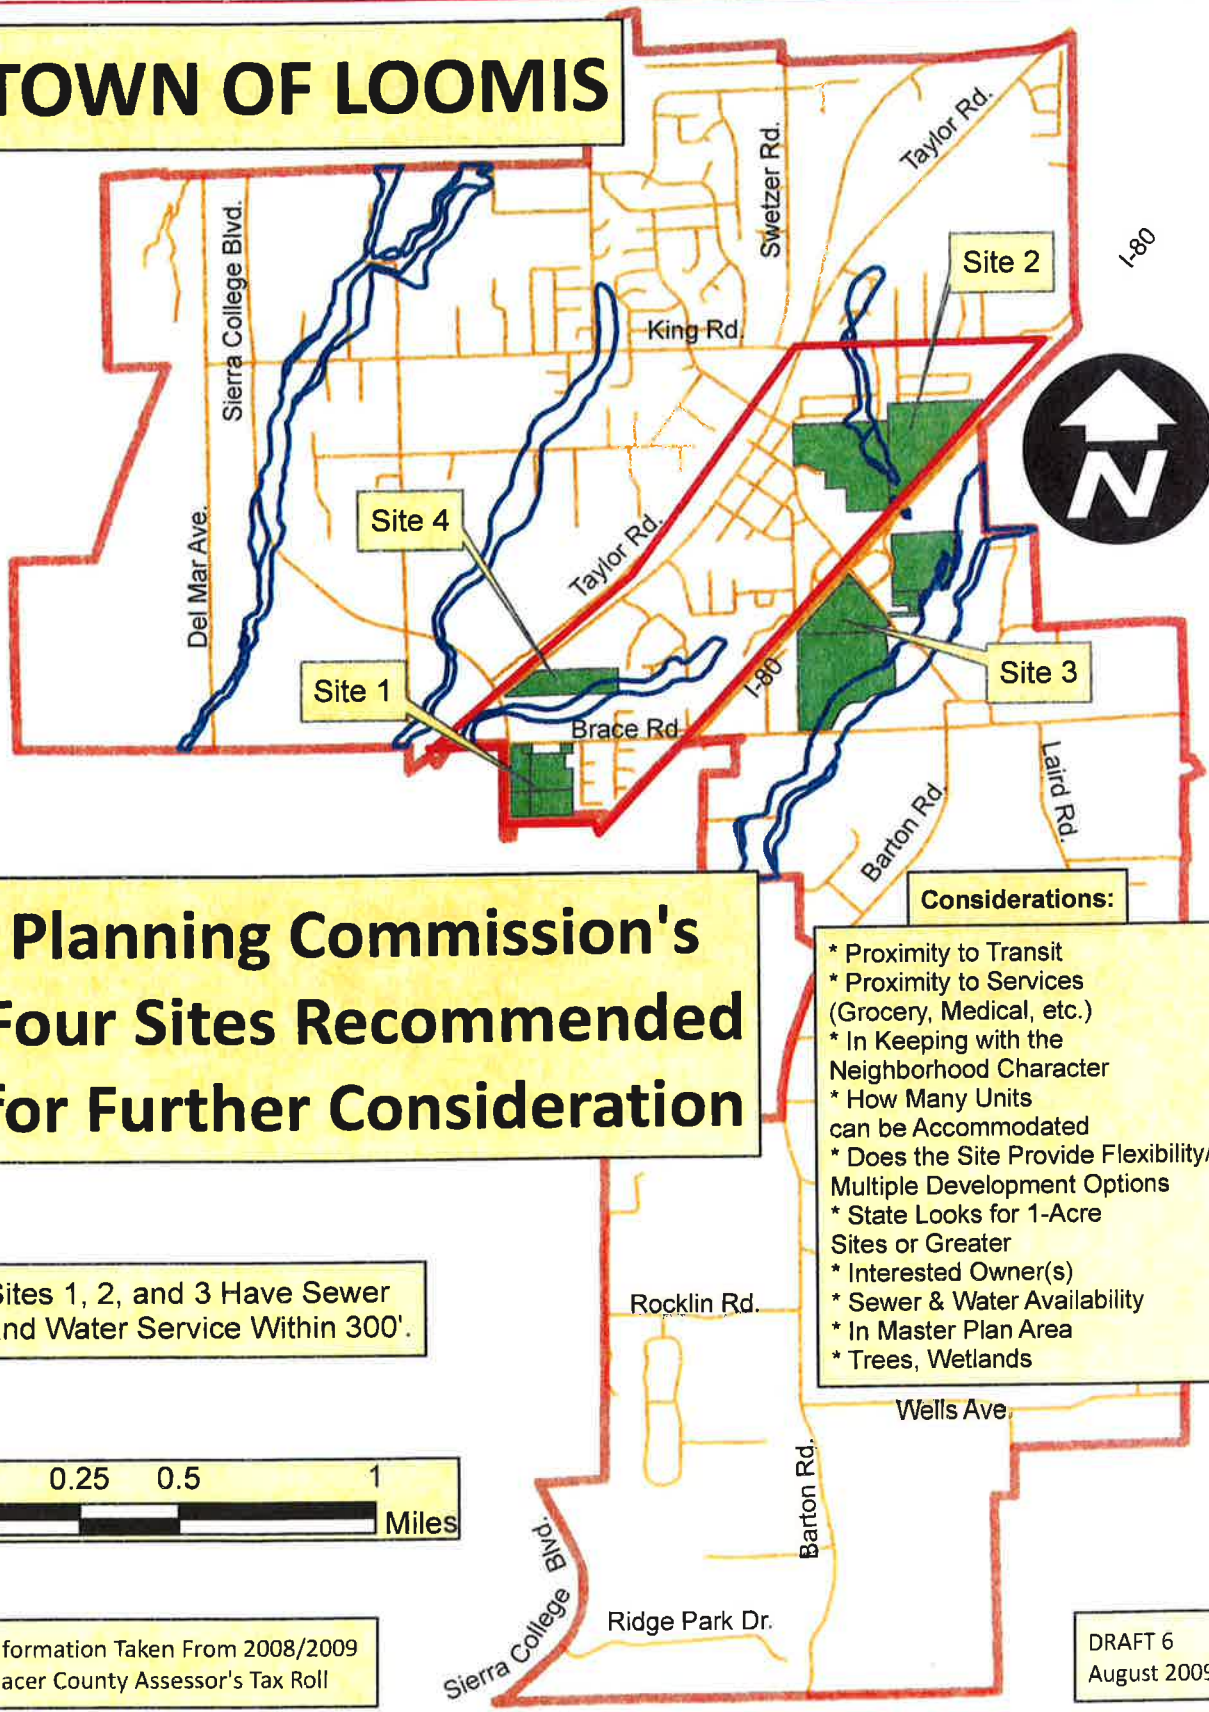 TOWN OF LOOMIS
Taylor Rd.
Swetzer Rd.
I-80
Site 2
Sierra College Blvd.
King Rd.
N
Site 4
Taylor Rd.
Del Mar Ave.
Site 3
Site 1
I-80
Brace Rd
Laird Rd.
Barton Rd.
Planning Commission's
Four Sites Recommended
for Further Consideration
Considerations:
* Proximity to Transit
* Proximity to Services
(Grocery, Medical, etc.)
* In Keeping with the
Neighborhood Character
* How Many Units
can be Accommodated
* Does the Site Provide Flexibility/
Multiple Development Options
* State Looks for 1-Acre
Sites or Greater
* Interested Owner(s)
* Sewer & Water Availability
* In Master Plan Area
* Trees, Wetlands
Sites 1, 2, and 3 Have Sewer
nd Water Service Within 300'.
Rocklin Rd.
Wells Ave.
0.25 0.5 1
Miles
Barton Rd.
Sierra College Blvd.
Ridge Park Dr.
formation Taken From 2008/2009
acer County Assessor's Tax Roll
DRAFT 6
August 2009